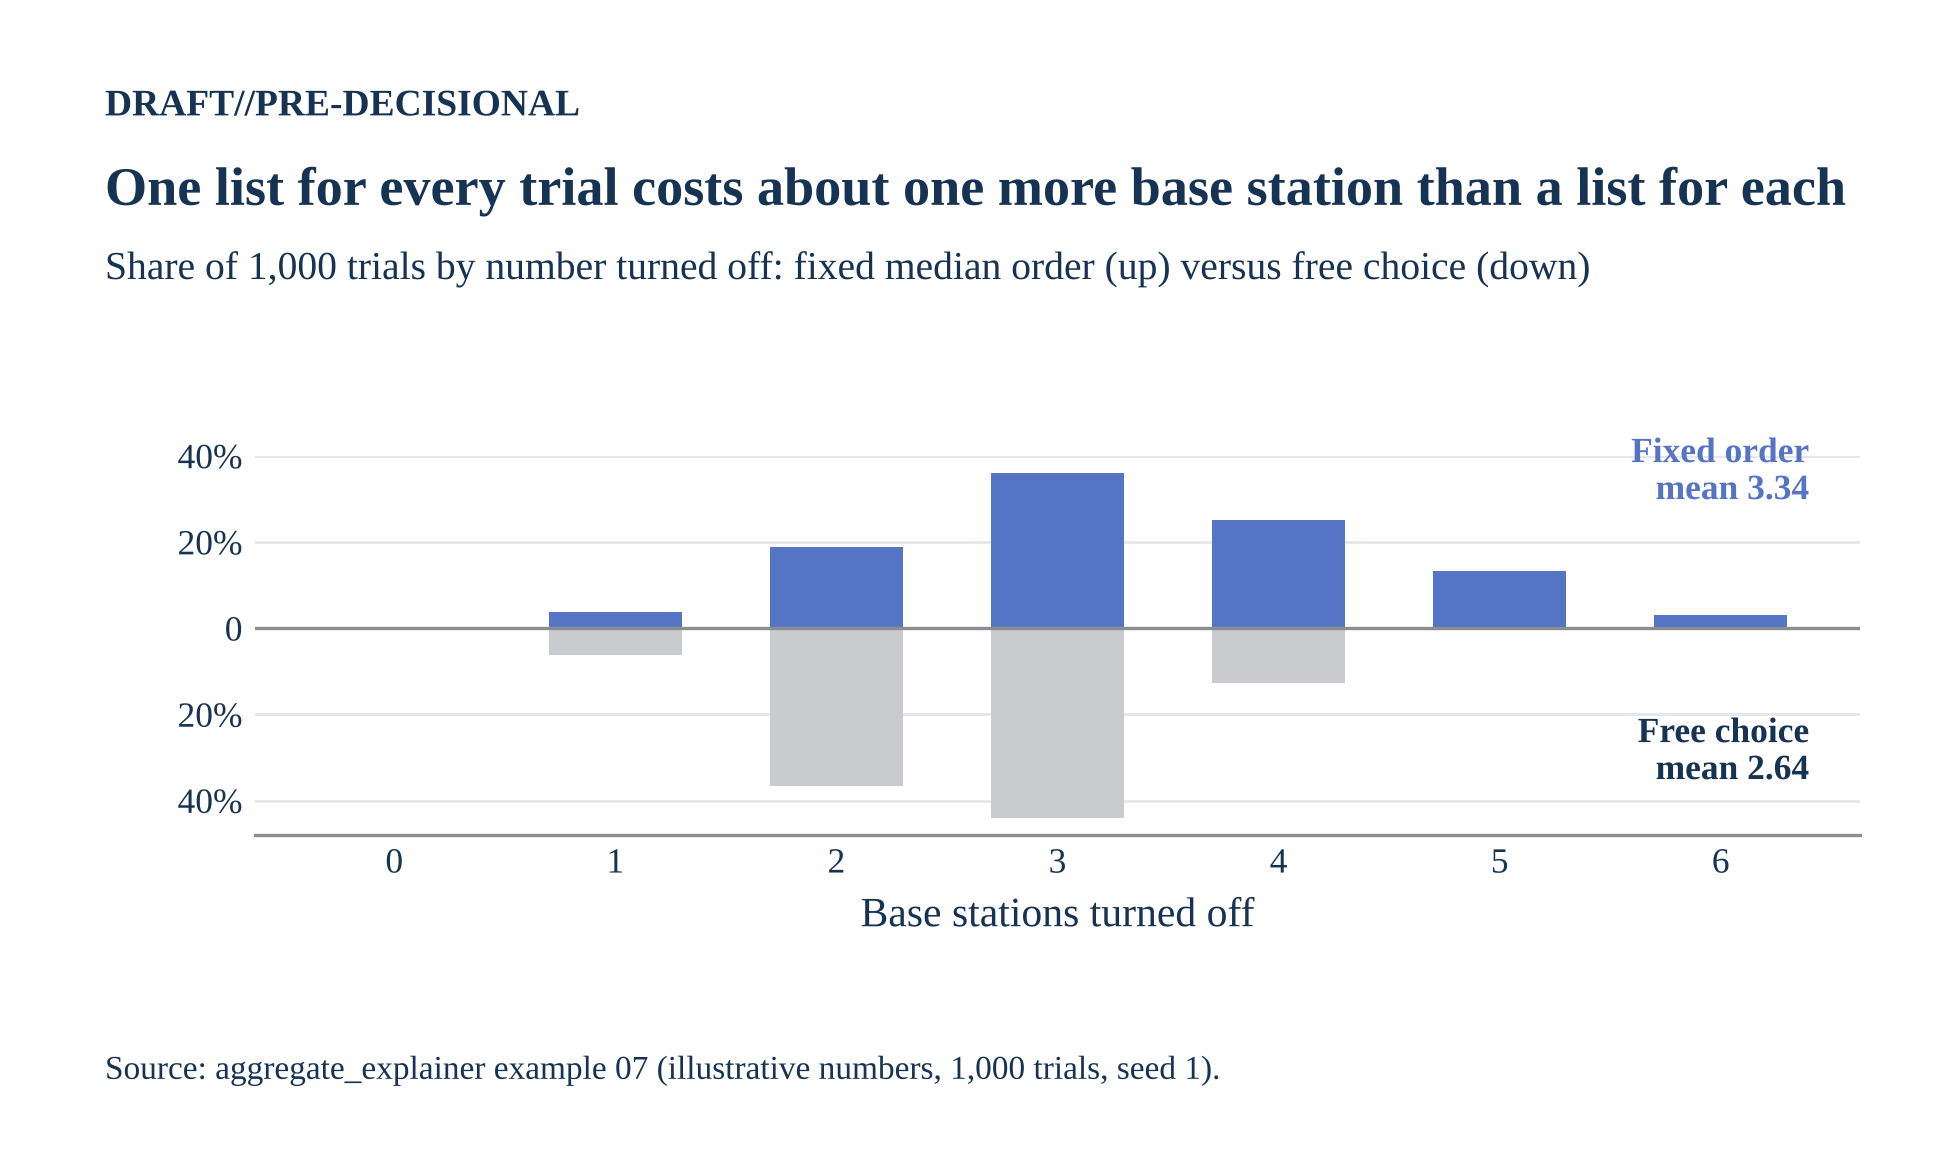 DRAFT//PRE-DECISIONAL
One list for every trial costs about one more base station than a list for each
Share of 1,000 trials by number turned off: fixed median order (up) versus free choice (down)
40%
20%
0
20%
40%
Fixed order
mean 3.34
Free choice
mean 2.64
0 1 2 3 4 5 6
Base stations turned off
Source: aggregate_explainer example 07 (illustrative numbers, 1,000 trials, seed 1).